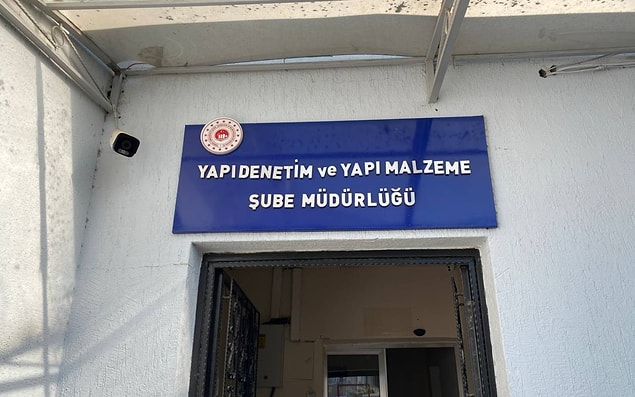 YAPI DENETİM ve YAPI MALZEME
ŞUBE MÜDÜRLÜĞÜ